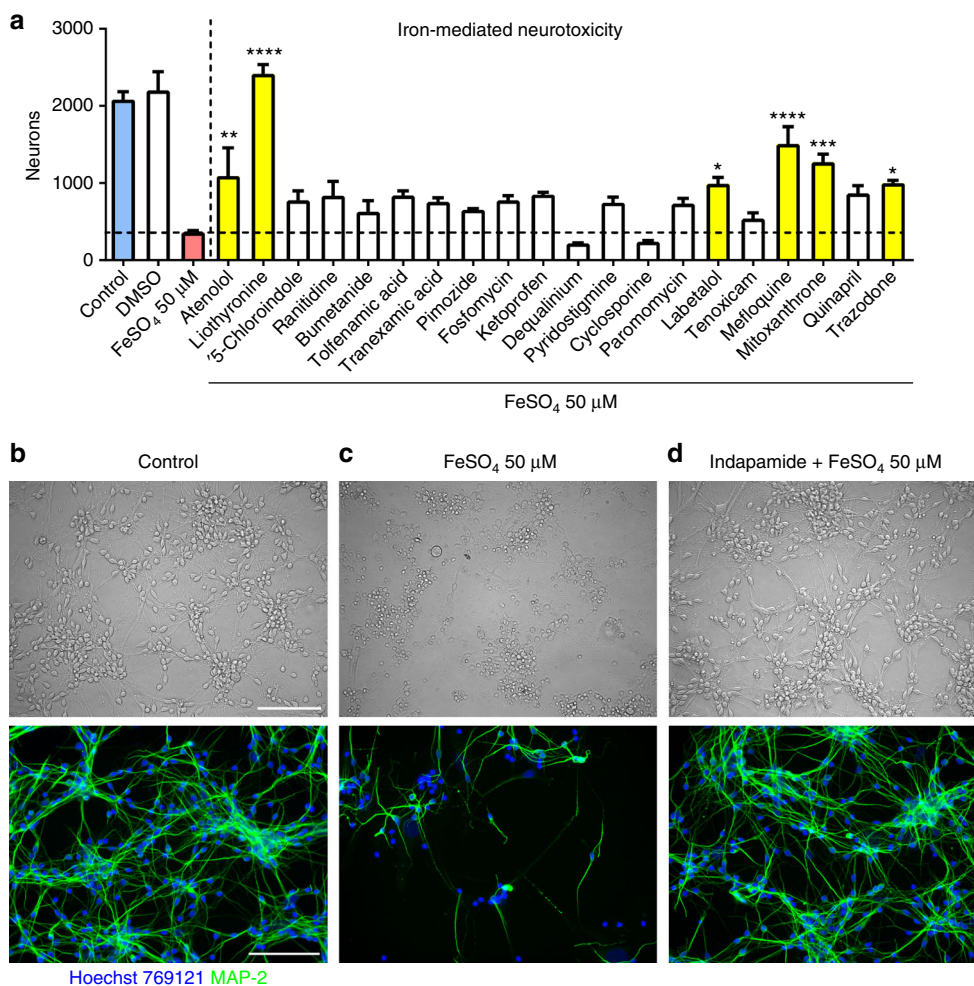 a
Iron-mediated neurotoxicity
Neurons
3000
2000
1000
0
** **** * **** *** *
Control
DMSO
FeSO₄ 50 μM
Atenolol
Liothyronine
'5-Chloroindole
Ranitidine
Bumetanide
Tolfenamic acid
Tranexamic acid
Pimozide
Fosfomycin
Ketoprofen
Dequalinium
Pyridostigmine
Cyclosporine
Paromomycin
Labetalol
Tenoxicam
Mefloquine
Mitoxanthrone
Quinapril
Trazodone
FeSO₄ 50 μM
b Control
c FeSO₄ 50 μM
d Indapamide + FeSO₄ 50 μM
Hoechst 769121 MAP-2